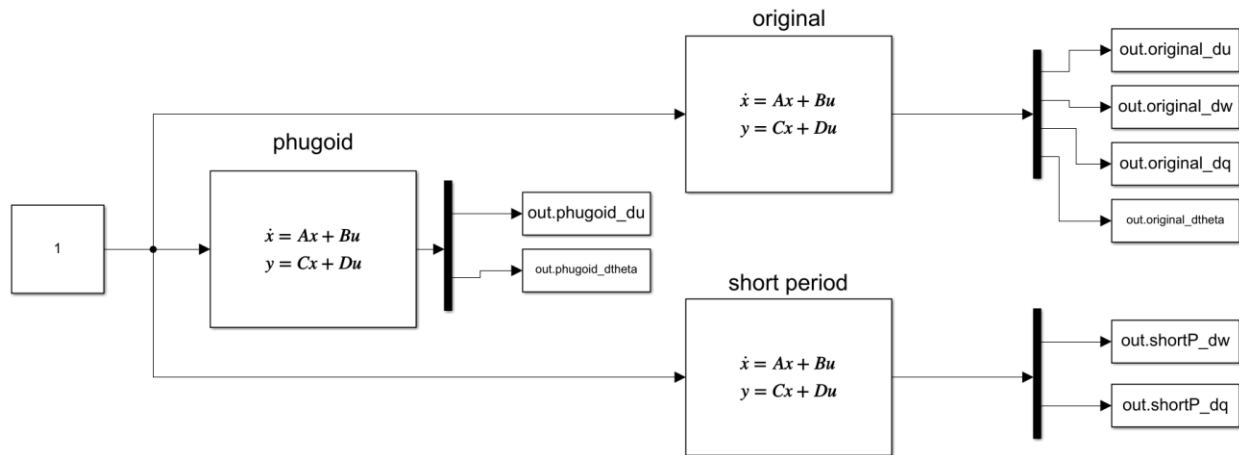 original
ẋ = Ax + Bu
y = Cx + Du
out.original_du
out.original_dw
out.original_dq
out.original_dtheta
phugoid
1
ẋ = Ax + Bu
y = Cx + Du
out.phugoid_du
out.phugoid_dtheta
short period
ẋ = Ax + Bu
y = Cx + Du
out.shortP_dw
out.shortP_dq